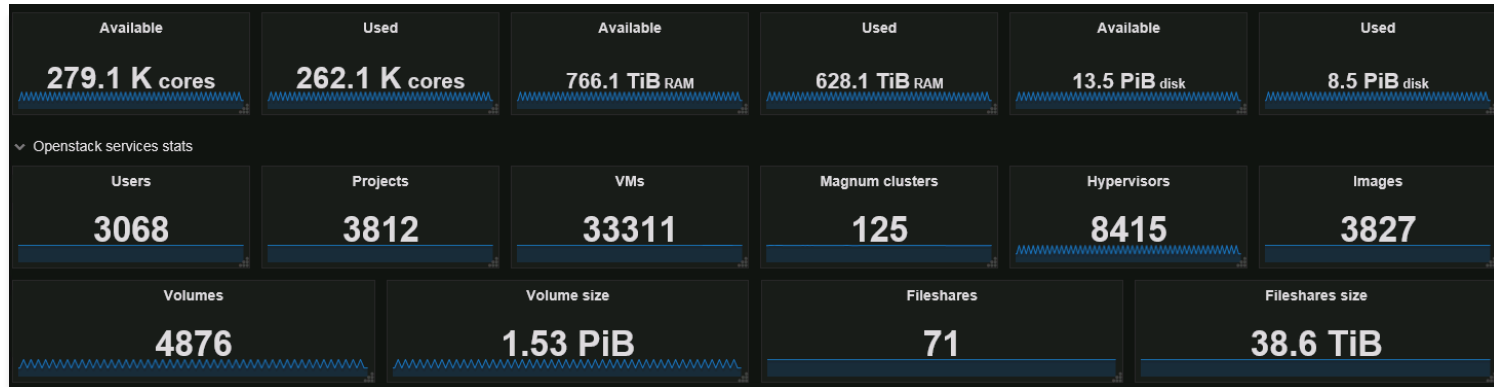 Available Used Available Used Available Used
279.1 K cores 262.1 K cores 766.1 TiB RAM 628.1 TiB RAM 13.5 PiB disk 8.5 PiB disk
Openstack services stats
Users Projects VMs Magnum clusters Hypervisors Images
3068 3812 33311 125 8415 3827
Volumes Volume size Fileshares Fileshares size
4876 1.53 PiB 71 38.6 TiB